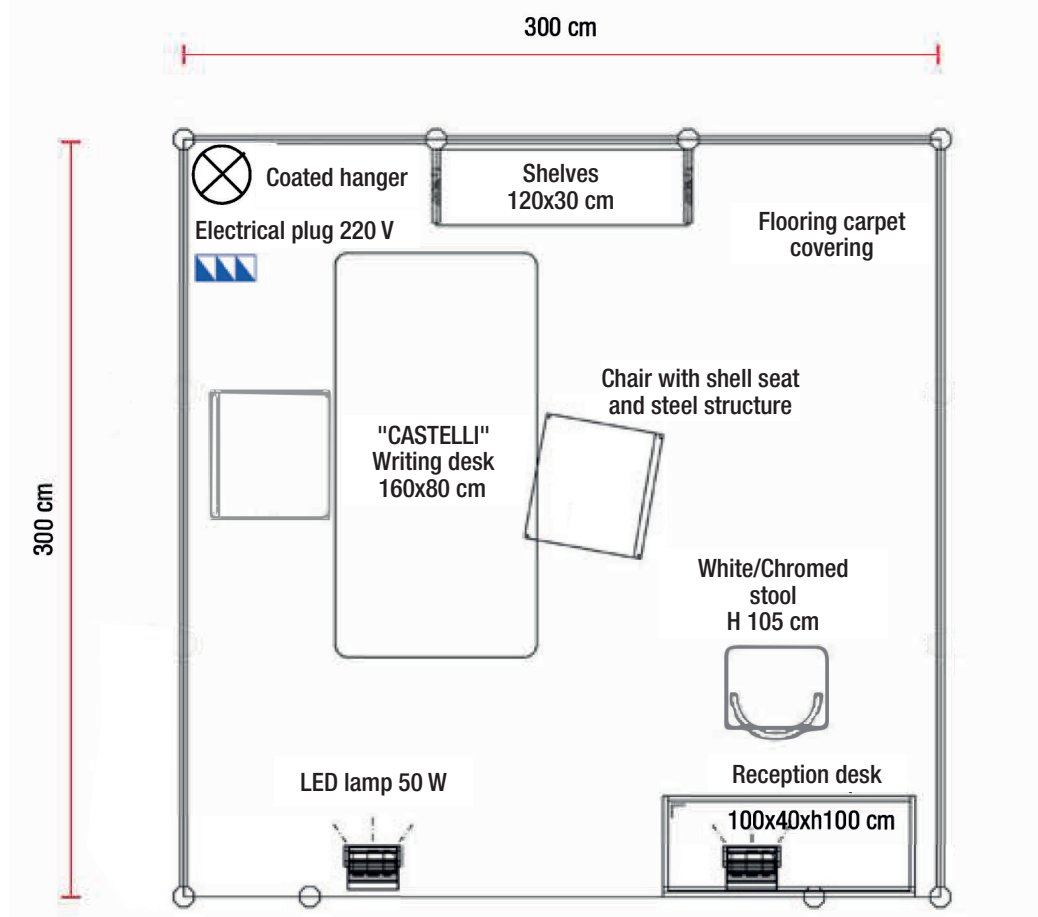 300 cm
Coated hanger
Shelves
120x30 cm
Electrical plug 220 V
Flooring carpet
covering
Chair with shell seat
and steel structure
"CASTELLI"
Writing desk
160x80 cm
300 cm
White/Chromed
stool
H 105 cm
LED lamp 50 W
Reception desk
100x40xh100 cm